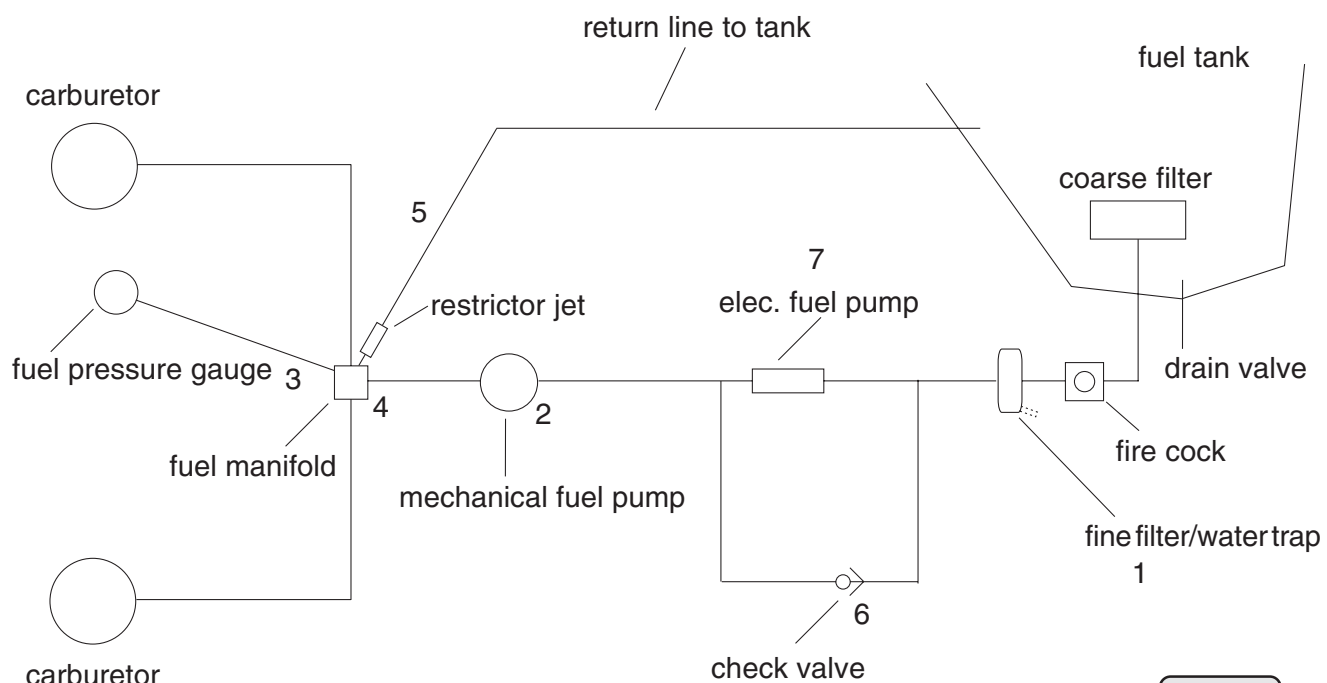 return line to tank
fuel tank
carburetor
coarse filter
5
7
restrictor jet
elec. fuel pump
fuel pressure gauge
3
drain valve
4
2
fuel manifold
fire cock
mechanical fuel pump
fine filter/water trap
1
6
check valve
carburetor